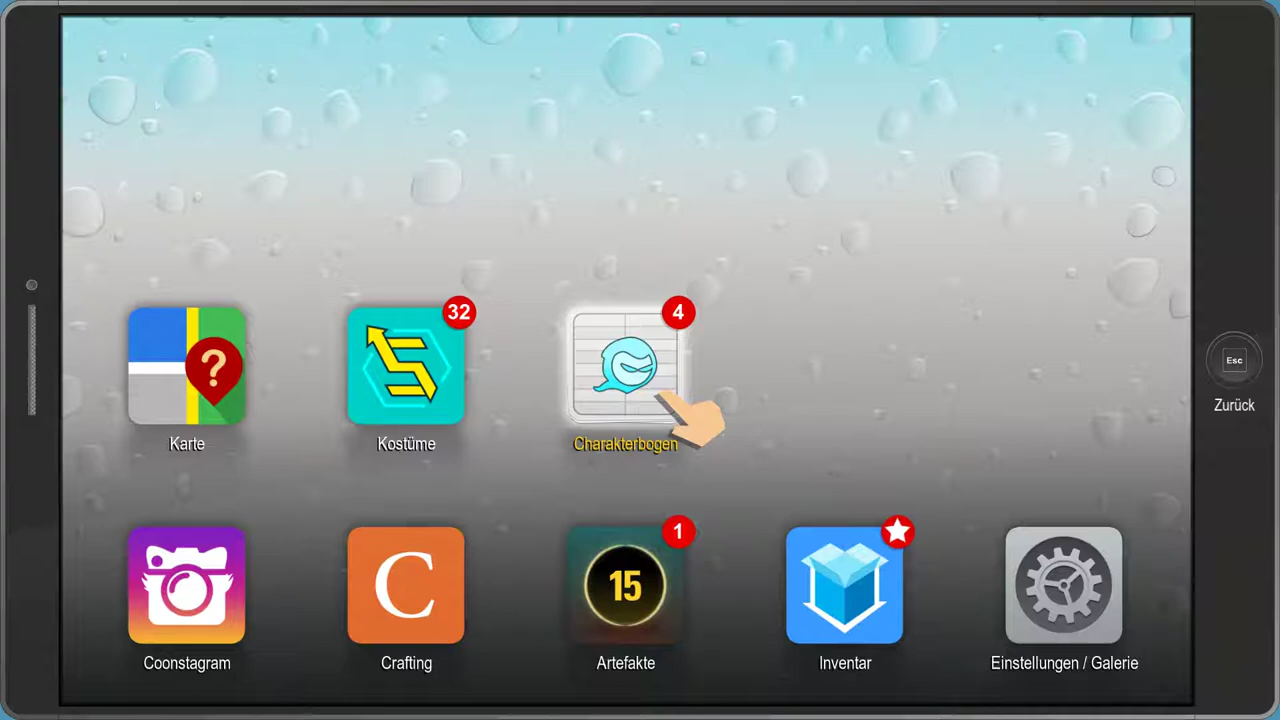 32
4
?
Karte
Kostüme
Charakterbogen
Esc
Zurück
1
C
15
Coonstagram
Crafting
Artefakte
Inventar
Einstellungen / Galerie